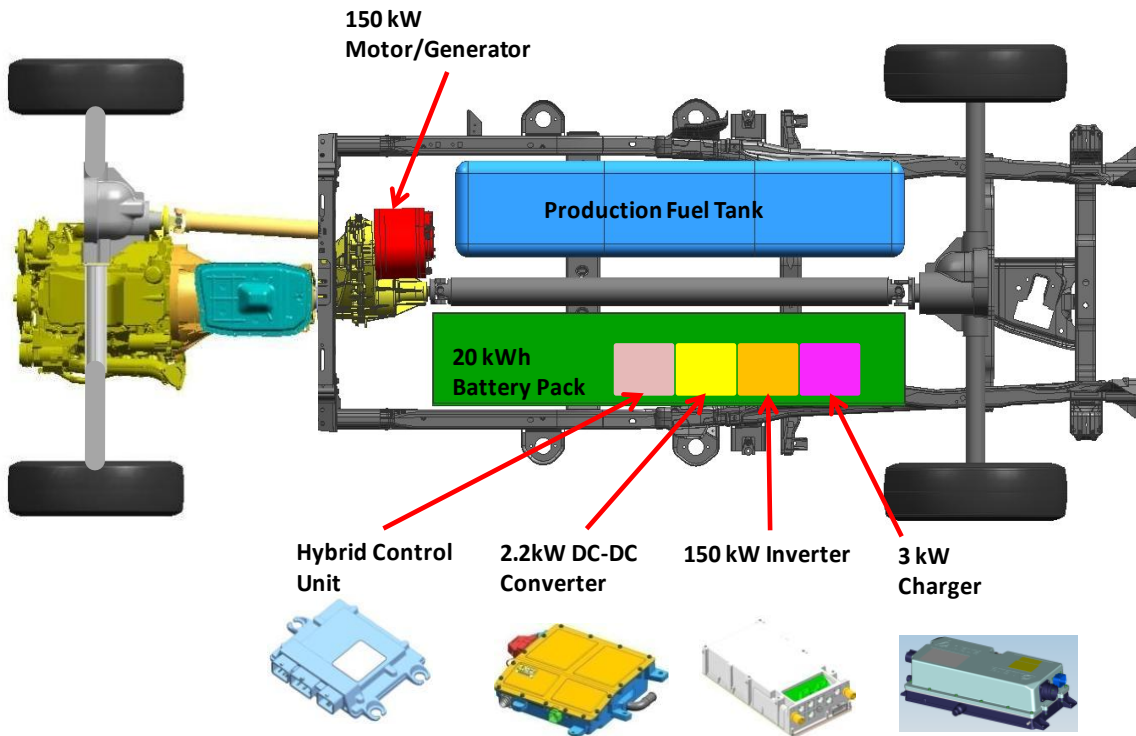 150 kW
Motor/Generator
Production Fuel Tank
20 kWh
Battery Pack
Hybrid Control
Unit
2.2kW DC-DC
Converter
150 kW Inverter
3 kW
Charger